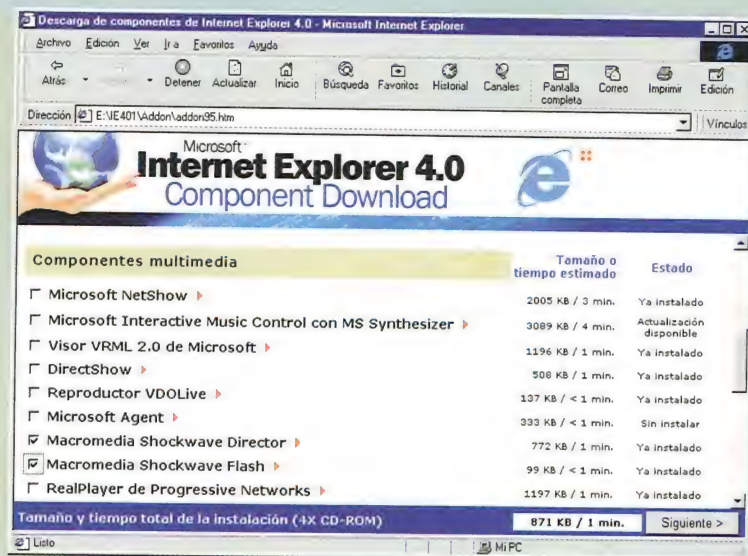 Descarga de componentes de Internet Explorer 4.0 - Microsoft Internet Explorer
Archivo Edición Ver Ir a Favoritos Ayuda
Atrás Detener Actualizar Inicio Búsqueda Favoritos Historial Canales Pantalla completa Correo Imprimir Edición
Dirección E:\IE401\Addon\addon95.htm Vínculos
Microsoft
Internet Explorer 4.0
Component Download
Componentes multimedia Tamaño o tiempo estimado Estado
Microsoft NetShow 2005 KB / 3 min. Ya instalado
Microsoft Interactive Music Control con MS Synthesizer 3089 KB / 4 min. Actualización disponible
Visor VRML 2.0 de Microsoft 1196 KB / 1 min. Ya instalado
DirectShow 508 KB / 1 min. Ya instalado
Reproductor VDOLive 137 KB / < 1 min. Ya instalado
Microsoft Agent 333 KB / < 1 min. Sin instalar
Macromedia Shockwave Director 772 KB / 1 min. Ya instalado
Macromedia Shockwave Flash 99 KB / < 1 min. Ya instalado
RealPlayer de Progressive Networks 1197 KB / 1 min. Ya instalado
Tamaño y tiempo total de la instalación (4X CD-ROM) 871 KB / 1 min. Siguiente >
Listo Mi PC